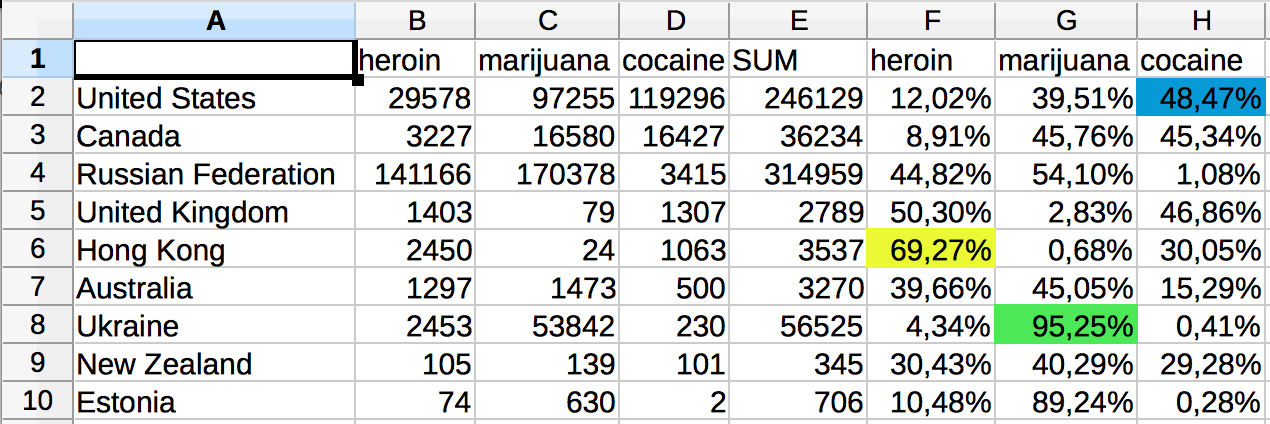 A B C D E F G H
1 heroin marijuana cocaine SUM heroin marijuana cocaine
2 United States 29578 97255 119296 246129 12,02% 39,51% 48,47%
3 Canada 3227 16580 16427 36234 8,91% 45,76% 45,34%
4 Russian Federation 141166 170378 3415 314959 44,82% 54,10% 1,08%
5 United Kingdom 1403 79 1307 2789 50,30% 2,83% 46,86%
6 Hong Kong 2450 24 1063 3537 69,27% 0,68% 30,05%
7 Australia 1297 1473 500 3270 39,66% 45,05% 15,29%
8 Ukraine 2453 53842 230 56525 4,34% 95,25% 0,41%
9 New Zealand 105 139 101 345 30,43% 40,29% 29,28%
10 Estonia 74 630 2 706 10,48% 89,24% 0,28%